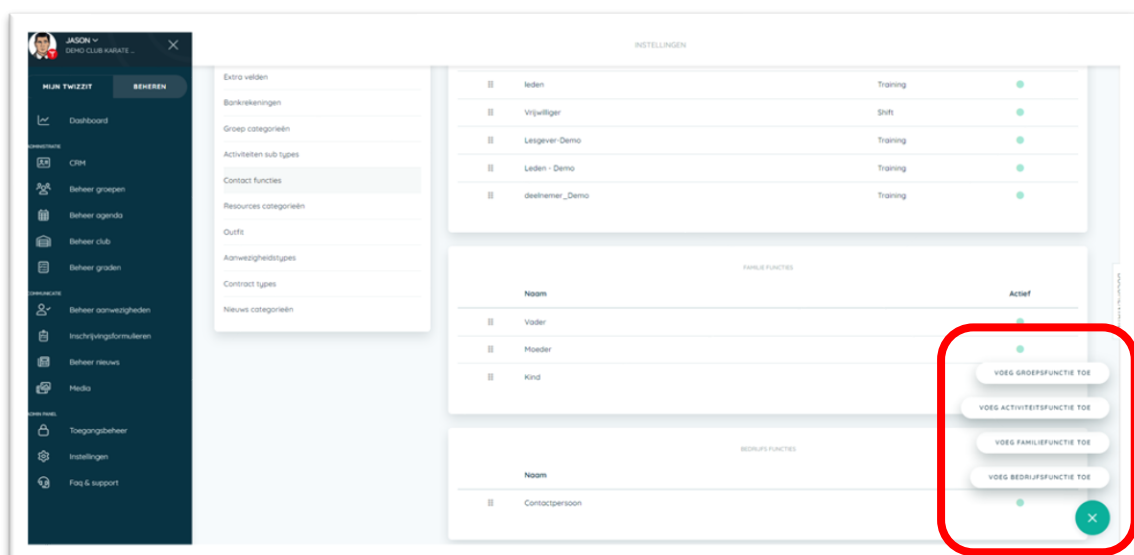 JASON
DEMO CLUB KARATE ...
INSTELLINGEN
MIJN TWIZZIT
BEHEREN
Dashboard
ADMINISTRATIE
CRM
Beheer groepen
Beheer agenda
Beheer club
Beheer graden
COMMUNICATIE
Beheer aanwezigheden
Inschrijvingsformulieren
Beheer nieuws
Media
ADMIN PANEL
Toegangsbeheer
Instellingen
Faq & support
Extra velden
Bankrekeningen
Groep categorieën
Activiteiten sub types
Contact functies
Resources categorieën
Outfit
Aanwezigheidstypes
Contract types
Nieuws categorieën
leden Training
Vrijwilliger Shift
Lesgever-Demo Training
Leden - Demo Training
deelnemer_Demo Training
FAMILIE FUNCTIES
Naam Actief
Vader
Moeder
Kind
BEDRIJFS FUNCTIES
Naam
Contactpersoon
VOEG GROEPSFUNCTIE TOE
VOEG ACTIVITEITSFUNCTIE TOE
VOEG FAMILIEFUNCTIE TOE
VOEG BEDRIJFSFUNCTIE TOE